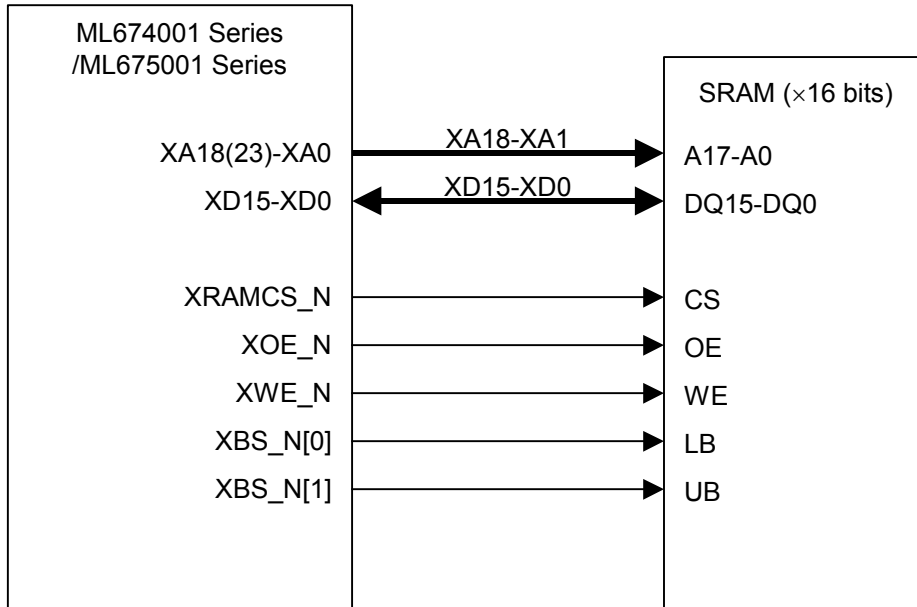 ML674001 Series
/ML675001 Series
SRAM (×16 bits)
XA18(23)-XA0 XA18-XA1 A17-A0
XD15-XD0 XD15-XD0 DQ15-DQ0
XRAMCS_N CS
XOE_N OE
XWE_N WE
XBS_N[0] LB
XBS_N[1] UB